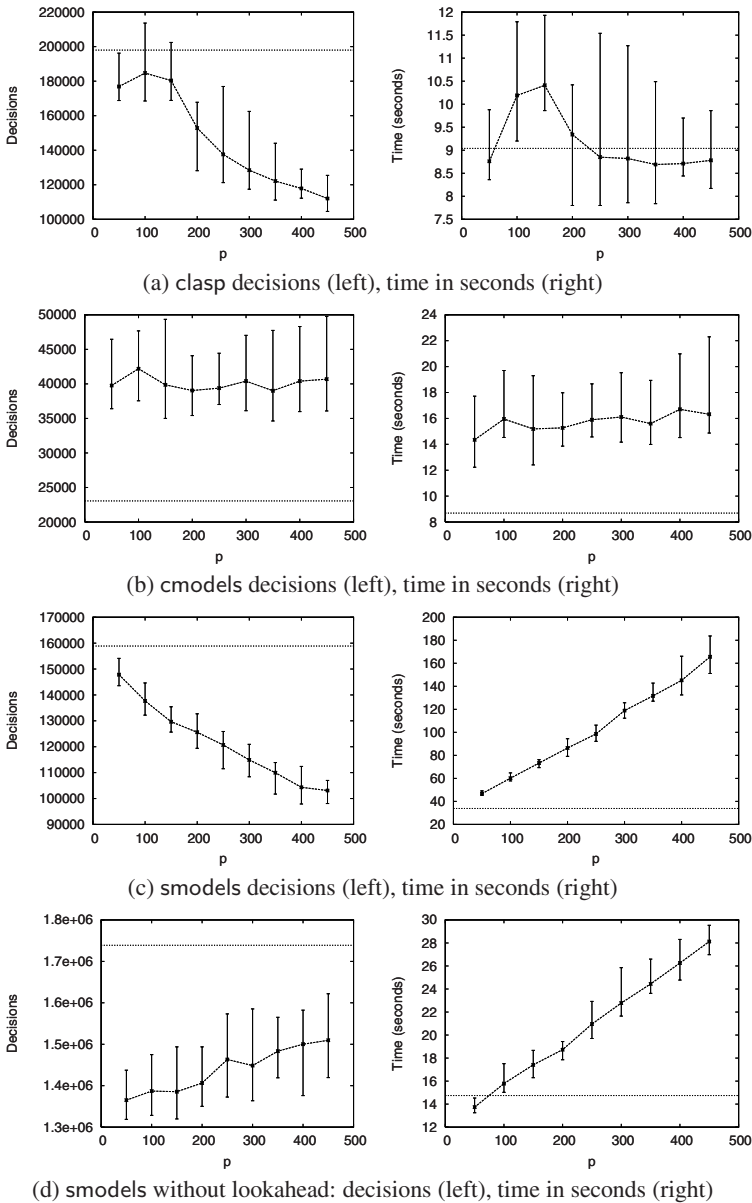 220000
200000
180000
160000
140000
120000
100000
Decisions
0 100 200 300 400 500
p
12
11.5
11
10.5
10
9.5
9
8.5
8
7.5
Time (seconds)
0 100 200 300 400 500
p
(a) clasp decisions (left), time in seconds (right)
50000
45000
40000
35000
30000
25000
20000
Decisions
0 100 200 300 400 500
p
24
22
20
18
16
14
12
10
8
Time (seconds)
0 100 200 300 400 500
p
(b) cmodels decisions (left), time in seconds (right)
170000
160000
150000
140000
130000
120000
110000
100000
90000
Decisions
0 100 200 300 400 500
p
200
180
160
140
120
100
80
60
40
20
Time (seconds)
0 100 200 300 400 500
p
(c) smodels decisions (left), time in seconds (right)
1.8e+06
1.7e+06
1.6e+06
1.5e+06
1.4e+06
1.3e+06
Decisions
0 100 200 300 400 500
p
30
28
26
24
22
20
18
16
14
12
Time (seconds)
0 100 200 300 400 500
p
(d) smodels without lookahead: decisions (left), time in seconds (right)